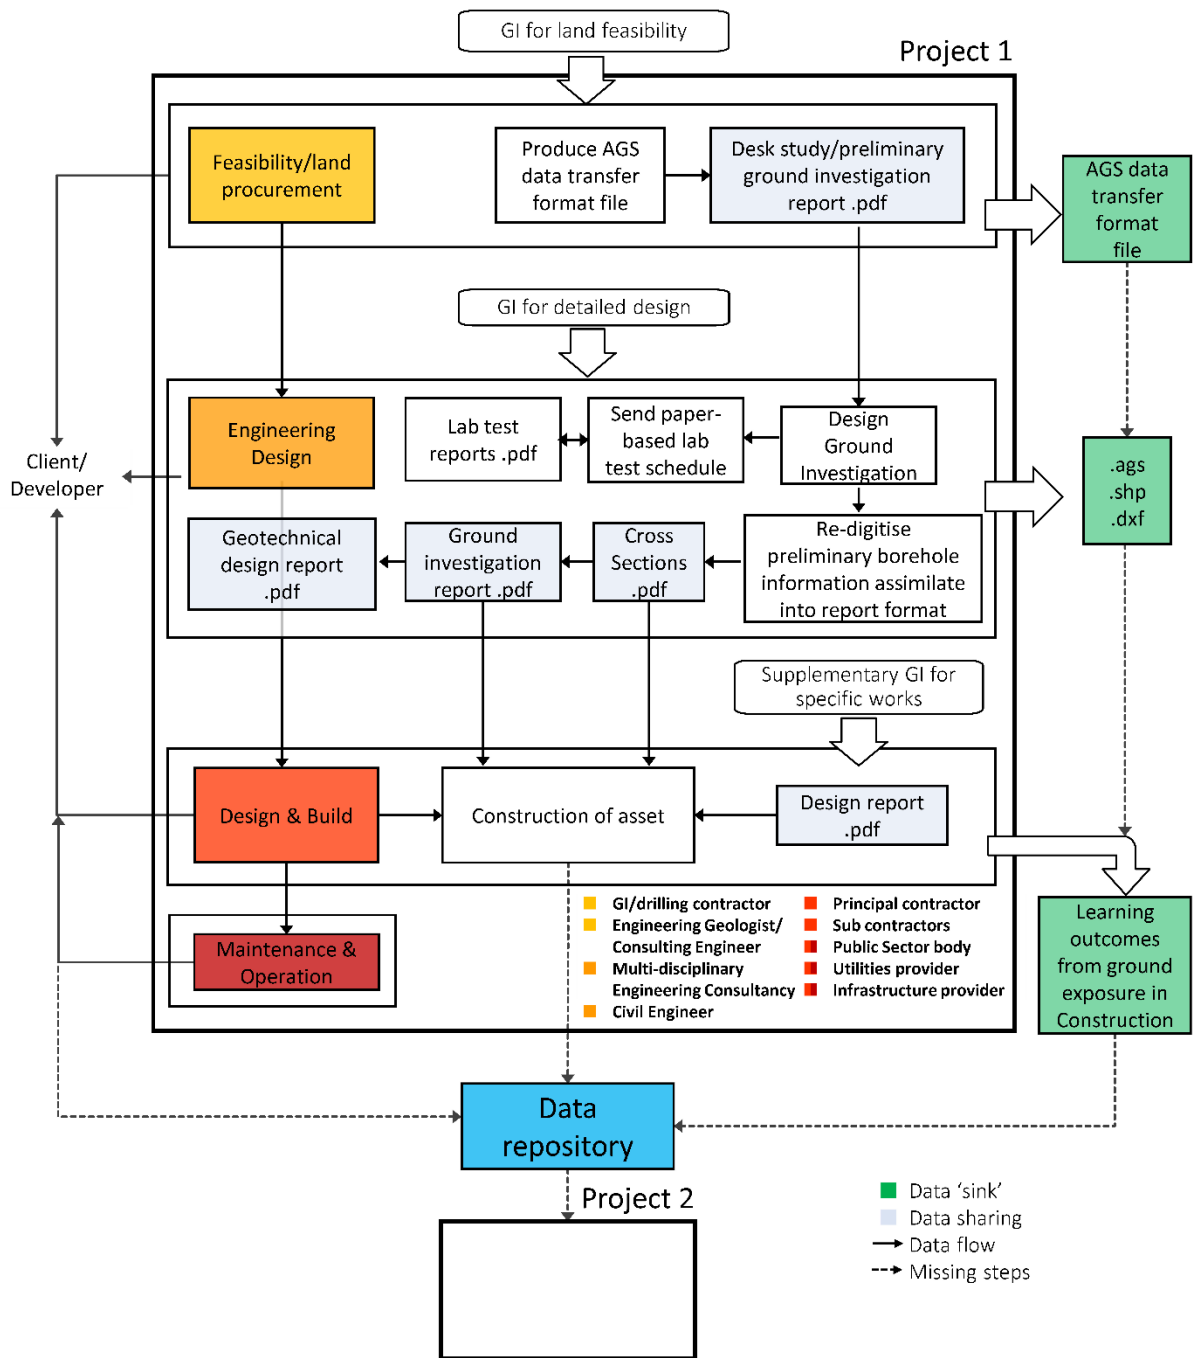 GI for land feasibility
Project 1
Feasibility/land
procurement
Produce AGS
data transfer
format file
Desk study/preliminary
ground investigation
report .pdf
AGS data
transfer
format
file
GI for detailed design
Engineering
Design
Lab test
reports .pdf
Send paper-
based lab
test schedule
Design
Ground
Investigation
Client/
Developer
.ags
.shp
.dxf
Geotechnical
design report
.pdf
Ground
investigation
report .pdf
Cross
Sections
.pdf
Re-digitise
preliminary borehole
information assimilate
into report format
Supplementary GI for
specific works
Design & Build
Construction of asset
Design report
.pdf
Maintenance &
Operation
GI/drilling contractor
Engineering Geologist/
Consulting Engineer
Multi-disciplinary
Engineering Consultancy
Civil Engineer
Principal contractor
Sub contractors
Public Sector body
Utilities provider
Infrastructure provider
Learning
outcomes
from ground
exposure in
Construction
Data
repository
Project 2
Data ‘sink’
Data sharing
Data flow
Missing steps